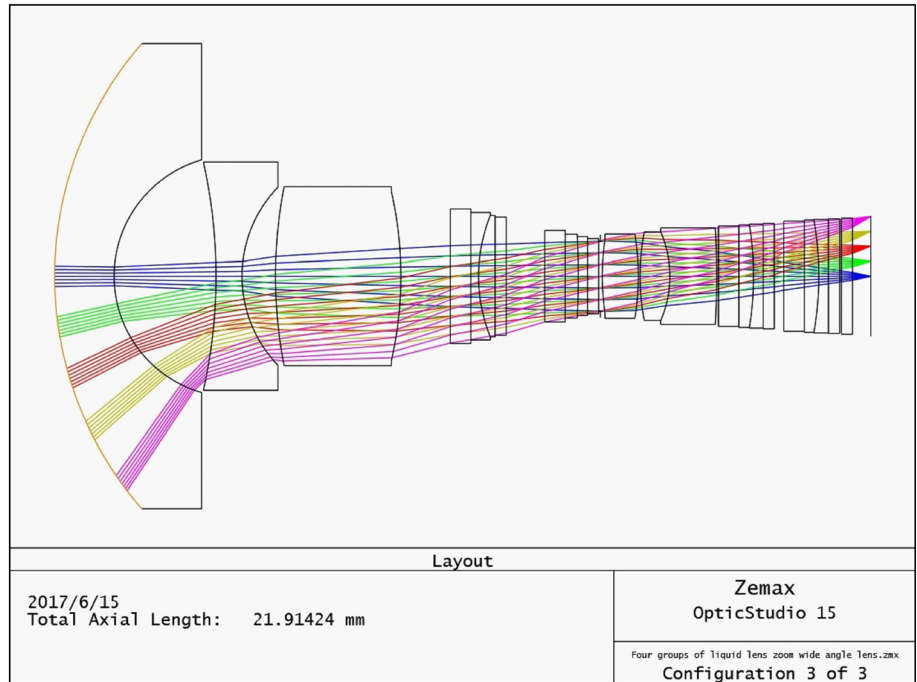 Layout
2017/6/15
Total Axial Length: 21.91424 mm
Zemax
OpticStudio 15
Four groups of liquid lens zoom wide angle lens.zmx
Configuration 3 of 3